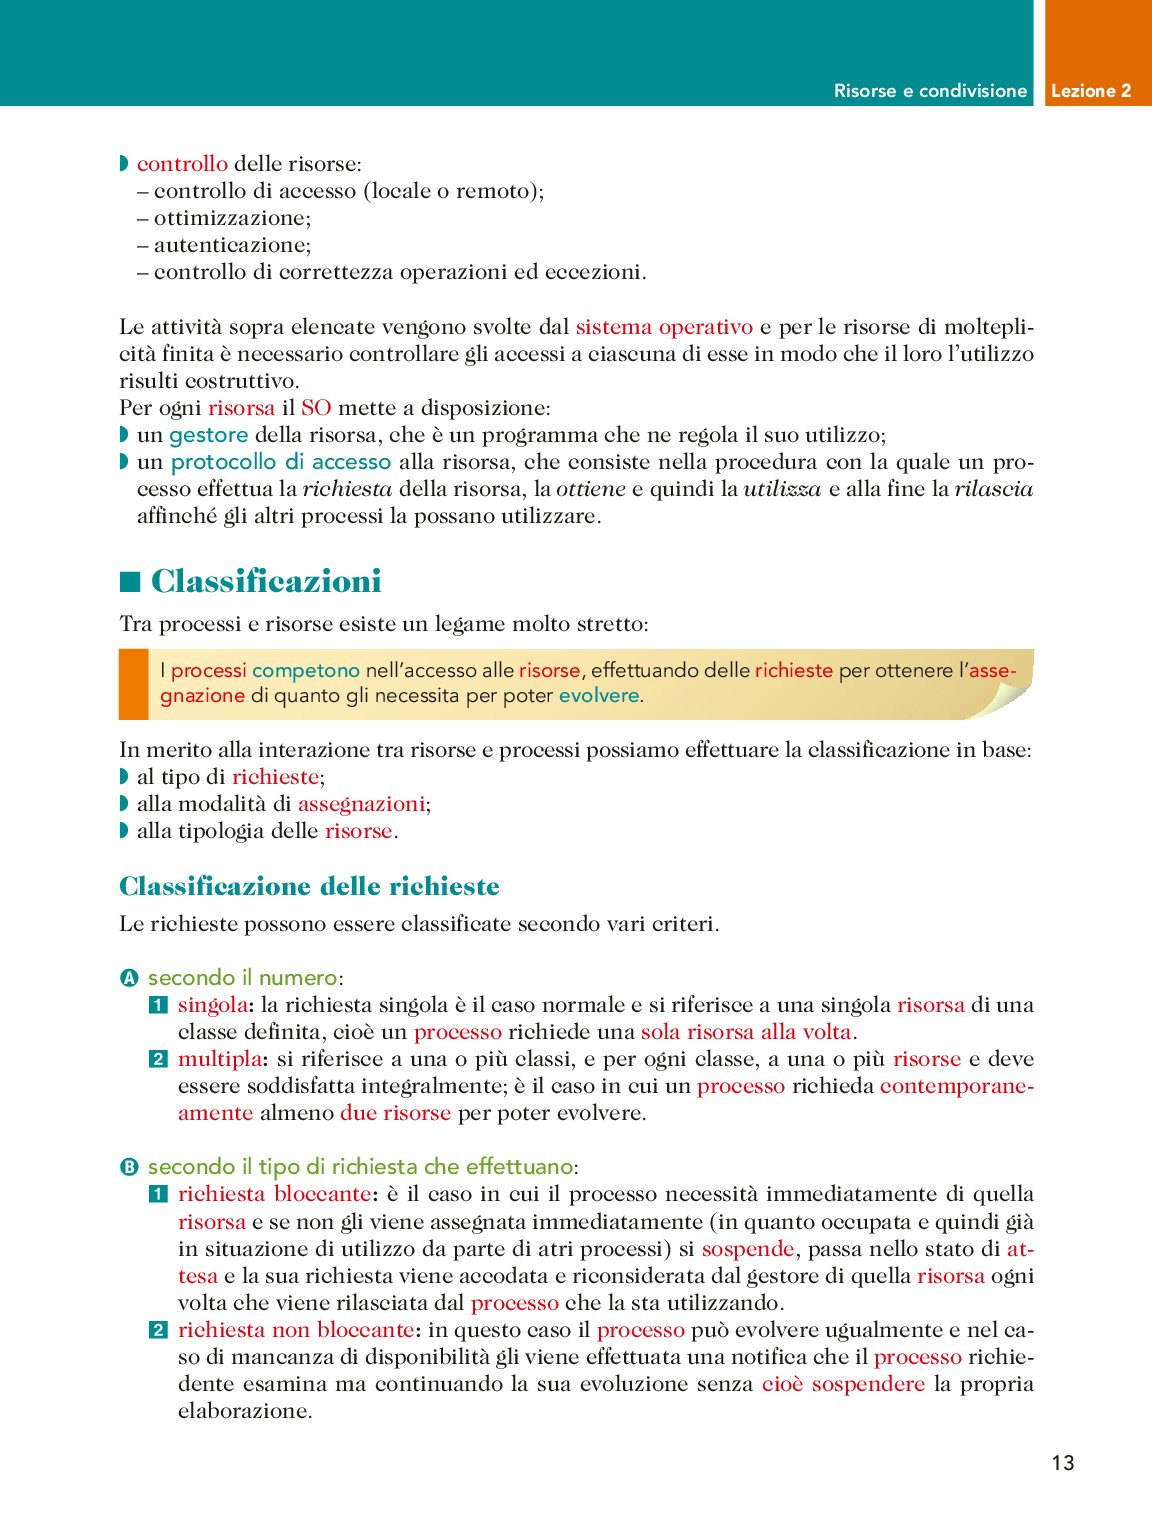 Risorse e condivisione Lezione 2
◗ controllo delle risorse:
– controllo di accesso (locale o remoto);
– ottimizzazione;
– autenticazione;
– controllo di correttezza operazioni ed eccezioni.
Le attività sopra elencate vengono svolte dal sistema operativo e per le risorse di moltepli-
cità finita è necessario controllare gli accessi a ciascuna di esse in modo che il loro l'utilizzo
risulti costruttivo.
Per ogni risorsa il SO mette a disposizione:
◗ un gestore della risorsa, che è un programma che ne regola il suo utilizzo;
◗ un protocollo di accesso alla risorsa, che consiste nella procedura con la quale un pro-
cesso effettua la richiesta della risorsa, la ottiene e quindi la utilizza e alla fine la rilascia
affinché gli altri processi la possano utilizzare.
■ Classificazioni
Tra processi e risorse esiste un legame molto stretto:
I processi competono nell'accesso alle risorse, effettuando delle richieste per ottenere l'asse-
gnazione di quanto gli necessita per poter evolvere.
In merito alla interazione tra risorse e processi possiamo effettuare la classificazione in base:
◗ al tipo di richieste;
◗ alla modalità di assegnazioni;
◗ alla tipologia delle risorse.
Classificazione delle richieste
Le richieste possono essere classificate secondo vari criteri.
A secondo il numero:
1 singola: la richiesta singola è il caso normale e si riferisce a una singola risorsa di una
classe definita, cioè un processo richiede una sola risorsa alla volta.
2 multipla: si riferisce a una o più classi, e per ogni classe, a una o più risorse e deve
essere soddisfatta integralmente; è il caso in cui un processo richieda contemporane-
amente almeno due risorse per poter evolvere.
B secondo il tipo di richiesta che effettuano:
1 richiesta bloccante: è il caso in cui il processo necessità immediatamente di quella
risorsa e se non gli viene assegnata immediatamente (in quanto occupata e quindi già
in situazione di utilizzo da parte di atri processi) si sospende, passa nello stato di at-
tesa e la sua richiesta viene accodata e riconsiderata dal gestore di quella risorsa ogni
volta che viene rilasciata dal processo che la sta utilizzando.
2 richiesta non bloccante: in questo caso il processo può evolvere ugualmente e nel ca-
so di mancanza di disponibilità gli viene effettuata una notifica che il processo richie-
dente esamina ma continuando la sua evoluzione senza cioè sospendere la propria
elaborazione.
13